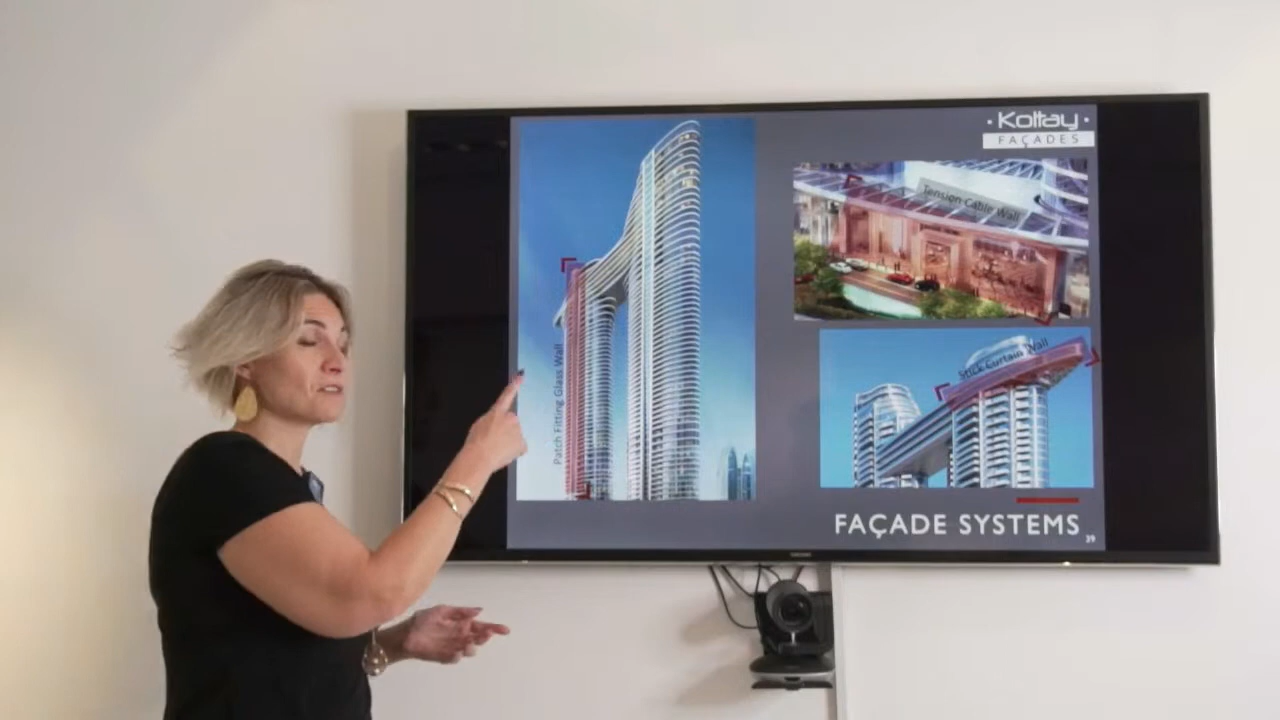 Koltay
FAÇADES
Tension Cable Wall
Patch Fitting Glass Wall
Stick Curtain Wall
FAÇADE SYSTEMS
39